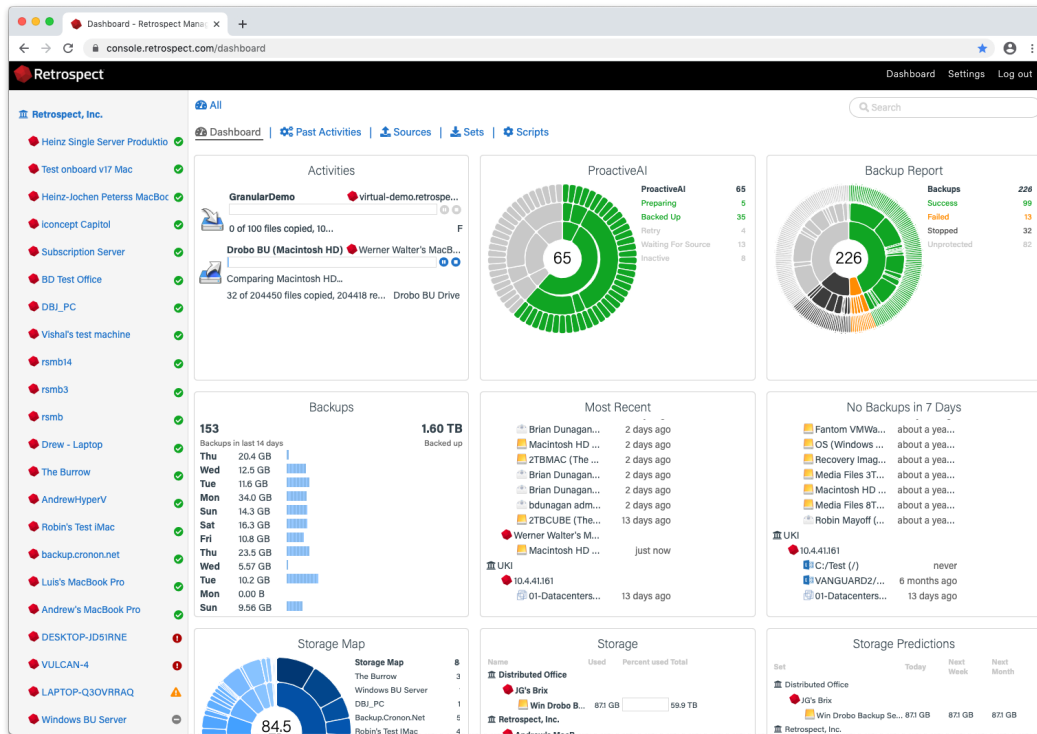 Dashboard - Retrospect Mana
console.retrospect.com/dashboard
Retrospect
Dashboard Settings Log out
Retrospect, Inc.
Heinz Single Server Produktio
Test onboard v17 Mac
Heinz-Jochen Peterss MacBoc
iconcept Capitol
Subscription Server
BD Test Office
DBJ_PC
Vishal's test machine
rsmb14
rsmb3
rsmb
Drew - Laptop
The Burrow
AndrewHyperV
Robin's Test iMac
backup.cronon.net
Luis's MacBook Pro
Andrew's MacBook Pro
DESKTOP-JD51RNE
VULCAN-4
LAPTOP-Q3OVRRAQ
Windows BU Server
All
Search
Dashboard | Past Activities | Sources | Sets | Scripts
Activities
GranularDemo virtual-demo.retrospe...
0 of 100 files copied, 10... F
Drobo BU (Macintosh HD) Werner Walter's MacB...
Comparing Macintosh HD...
32 of 204450 files copied, 204418 re... Drobo BU Drive
ProactiveAI
65
ProactiveAI 65
Preparing 5
Backed Up 35
Retry 4
Waiting For Source 13
Inactive 8
Backup Report
226
Backups 226
Success 99
Failed 13
Stopped 32
Unprotected 82
Backups
153 1.60 TB
Backups in last 14 days Backed up
Thu 20.4 GB
Wed 12.5 GB
Tue 11.6 GB
Mon 34.0 GB
Sun 14.3 GB
Sat 16.3 GB
Fri 10.8 GB
Thu 23.5 GB
Wed 5.57 GB
Tue 10.2 GB
Mon 0.00 B
Sun 9.56 GB
Most Recent
Brian Dunagan... 2 days ago
Macintosh HD ... 2 days ago
2TBMAC (The ... 2 days ago
Brian Dunagan... 2 days ago
Brian Dunagan... 2 days ago
bdunagan adm... 2 days ago
2TBCUBE (The... 13 days ago
Werner Walter's M...
Macintosh HD ... just now
UKI
10.4.41.161
01-Datacenters... 13 days ago
No Backups in 7 Days
Fantom VMWa... about a yea...
OS (Windows ... about a yea...
Recovery Imag... about a yea...
Media Files 3T... about a yea...
Macintosh HD ... about a yea...
Media Files 8T... about a yea...
Robin Mayoff (... about a yea...
UKI
10.4.41.161
C:/Test (/) never
VANGUARD2/... 6 months ago
01-Datacenters... 13 days ago
Storage Map
84.5
Storage Map 8
The Burrow 3
Windows BU Server
DBJ_PC 1
Backup.Cronon.Net 5
Robin's Test IMac 4
Storage
Name Used Percent used Total
Distributed Office
JG's Brix
Win Drobo B... 871 GB 59.9 TB
Retrospect, Inc.
Storage Predictions
Set Today Next Week Next Month
Distributed Office
JG's Brix
Win Drobo Backup Se... 871 GB 871 GB 871 GB
Retrospect, Inc.